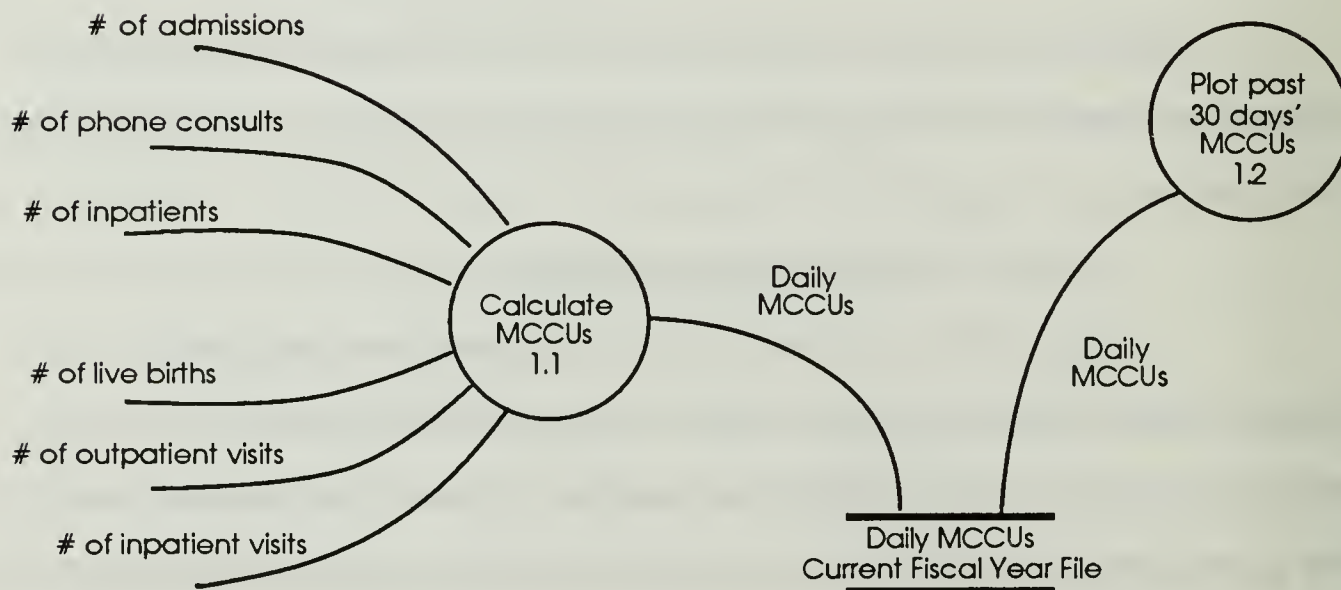 # of admissions
# of phone consults
# of inpatients
# of live births
# of outpatient visits
# of inpatient visits
Calculate
MCCUs
1.1
Daily
MCCUs
Daily MCCUs
Current Fiscal Year File
Daily
MCCUs
Plot past
30 days'
MCCUs
1.2